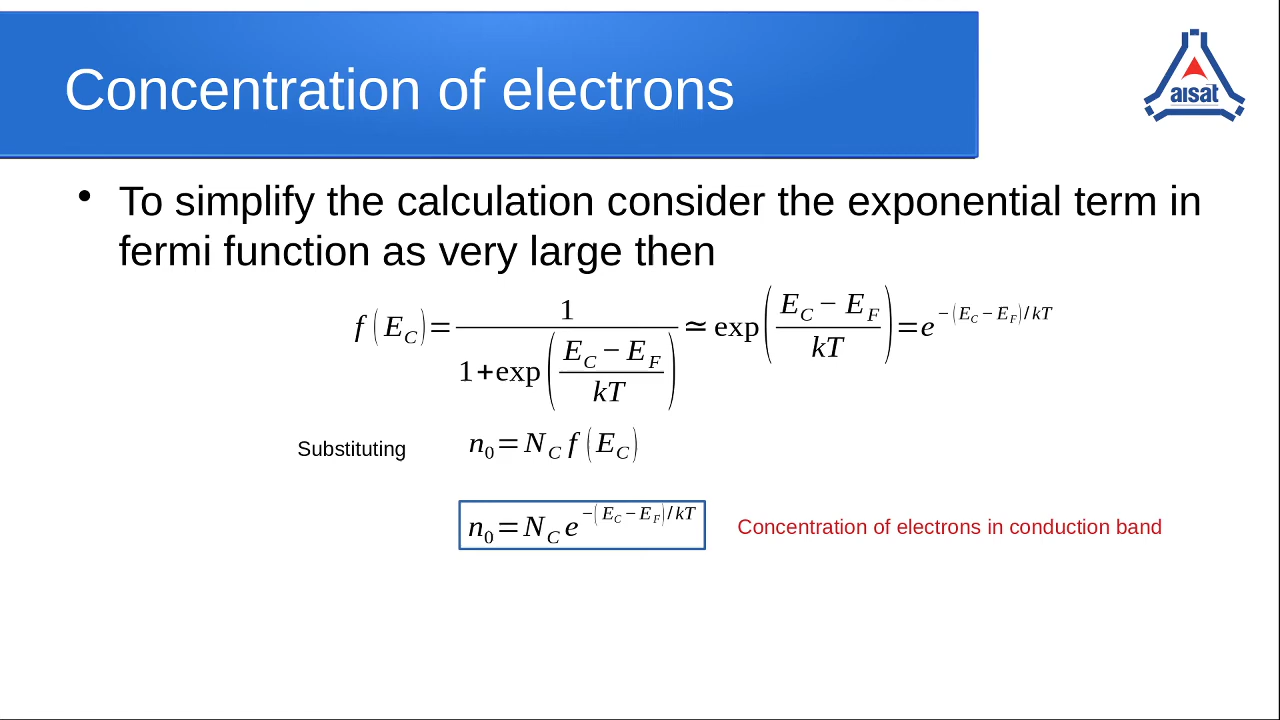 Concentration of electrons
aısat
• To simplify the calculation consider the exponential term in
fermi function as very large then
f(E_C)=1/(1+exp((E_C−E_F)/kT))≃exp((E_C−E_F)/kT)=e^{−(E_C−E_F)/kT}
Substituting n_0=N_C f(E_C)
n_0=N_C e^{−(E_C−E_F)/kT} Concentration of electrons in conduction band